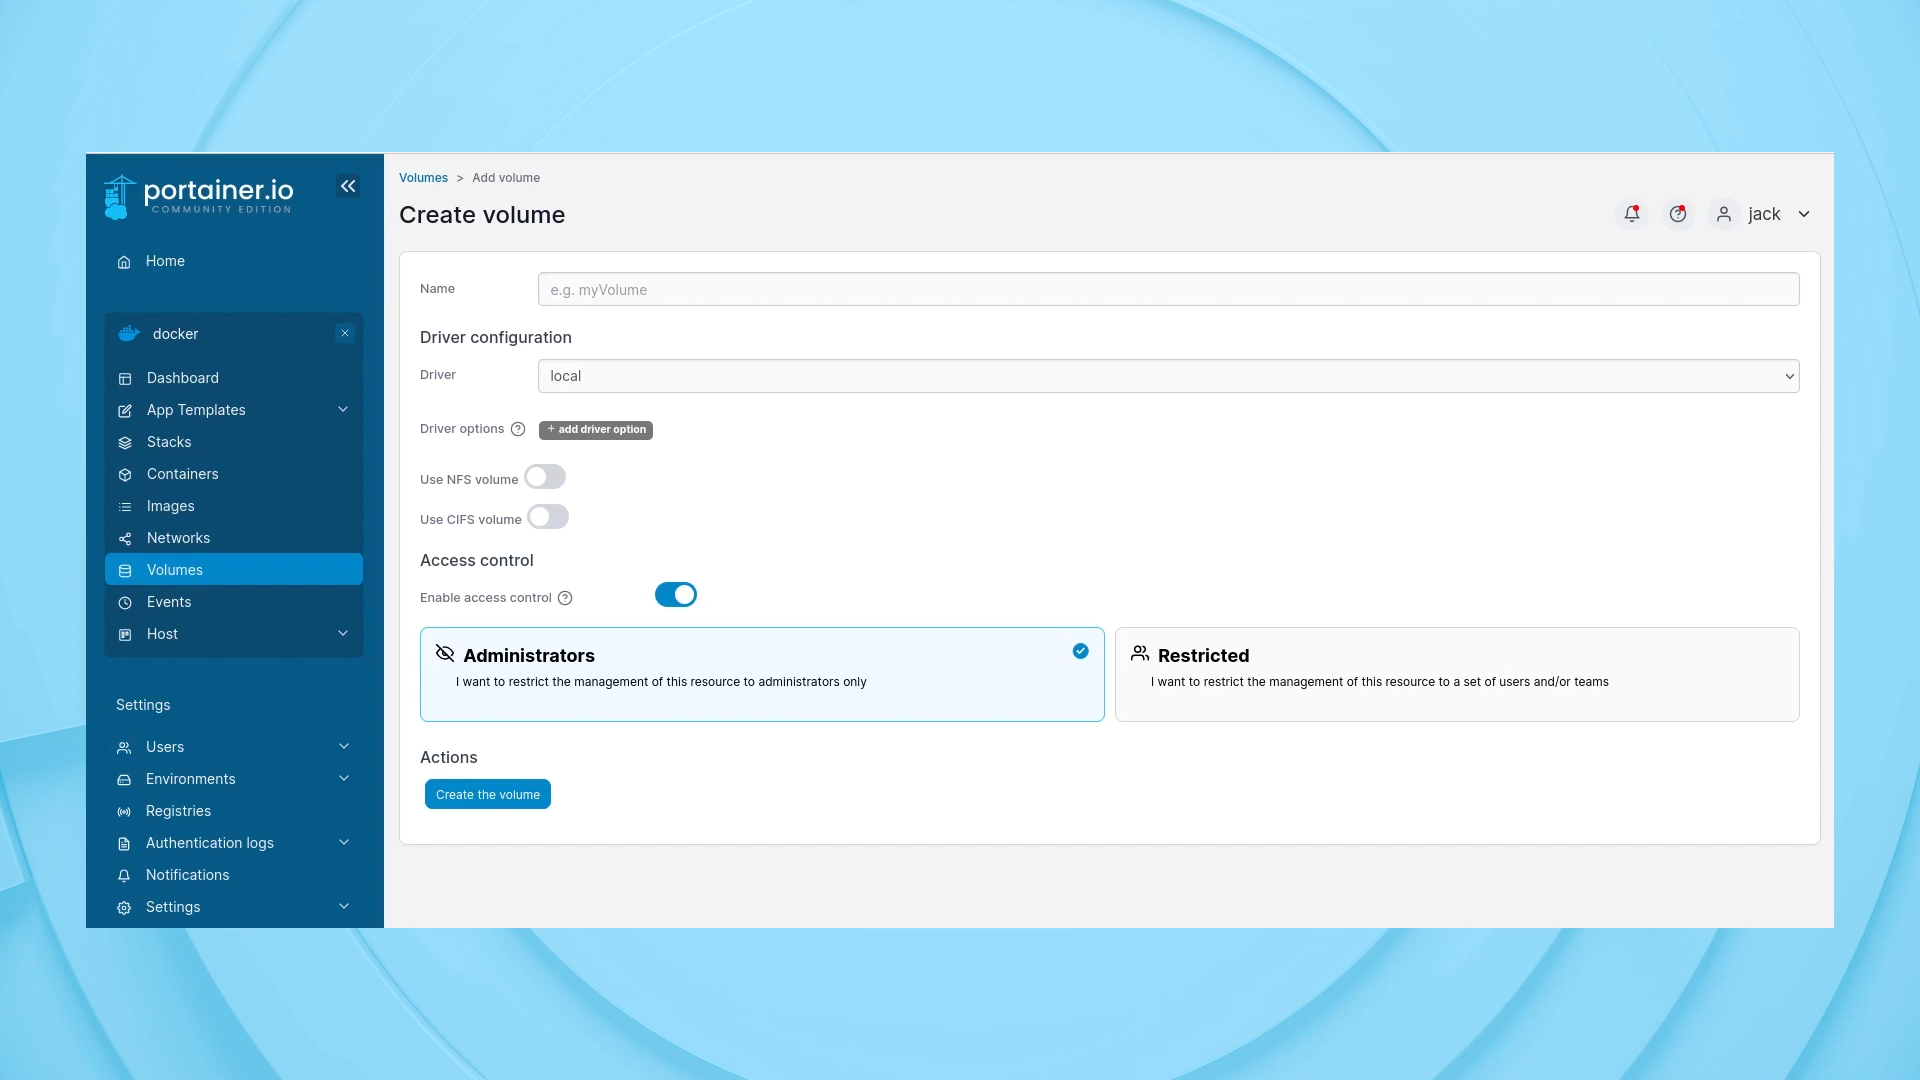 portainer.io
COMMUNITY EDITION
Home
docker
Dashboard
App Templates
Stacks
Containers
Images
Networks
Volumes
Events
Host
Settings
Users
Environments
Registries
Authentication logs
Notifications
Settings
Volumes > Add volume
Create volume
jack
Name
e.g. myVolume
Driver configuration
Driver
local
Driver options
+ add driver option
Use NFS volume
Use CIFS volume
Access control
Enable access control
Administrators
I want to restrict the management of this resource to administrators only
Restricted
I want to restrict the management of this resource to a set of users and/or teams
Actions
Create the volume